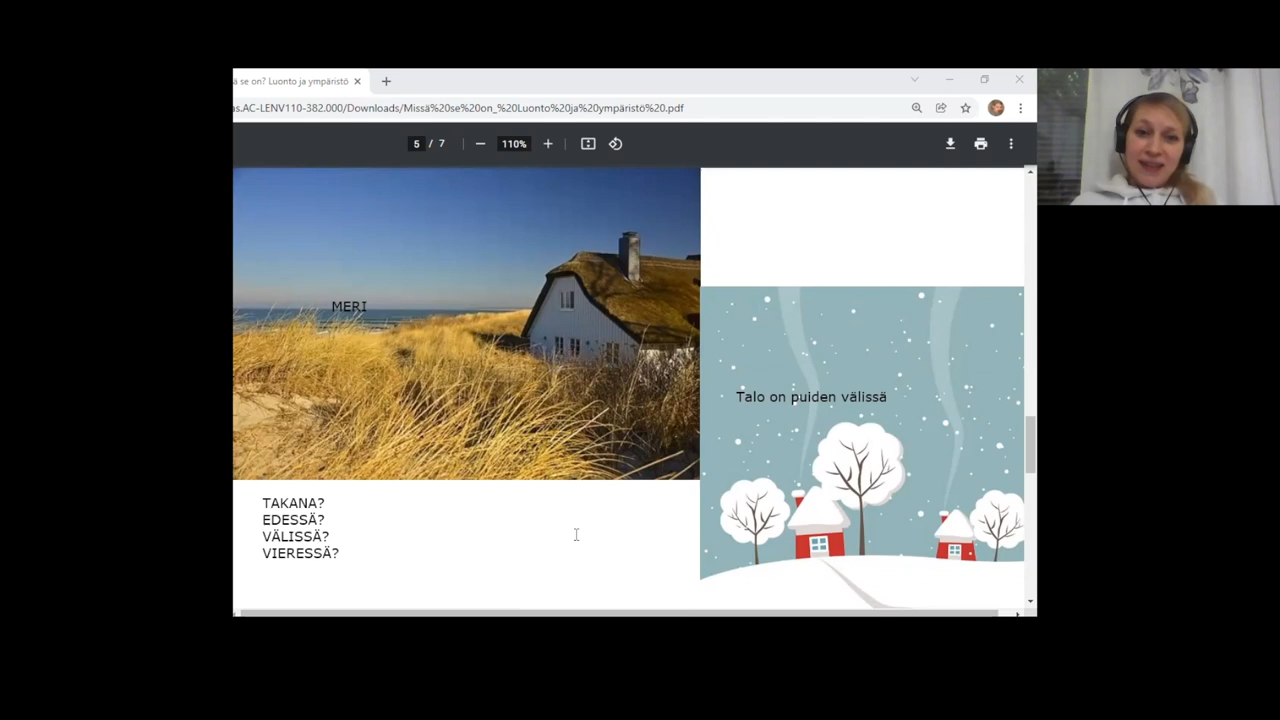 ä se on? Luonto ja ympäristö
as.AC-LENV110-382.000/Downloads/Missä%20se%20on_%20Luonto%20ja%20ympäristö%20.pdf
5 / 7
110%
MERI
Talo on puiden välissä
TAKANA?
EDESSÄ?
VÄLISSÄ?
VIERESSÄ?